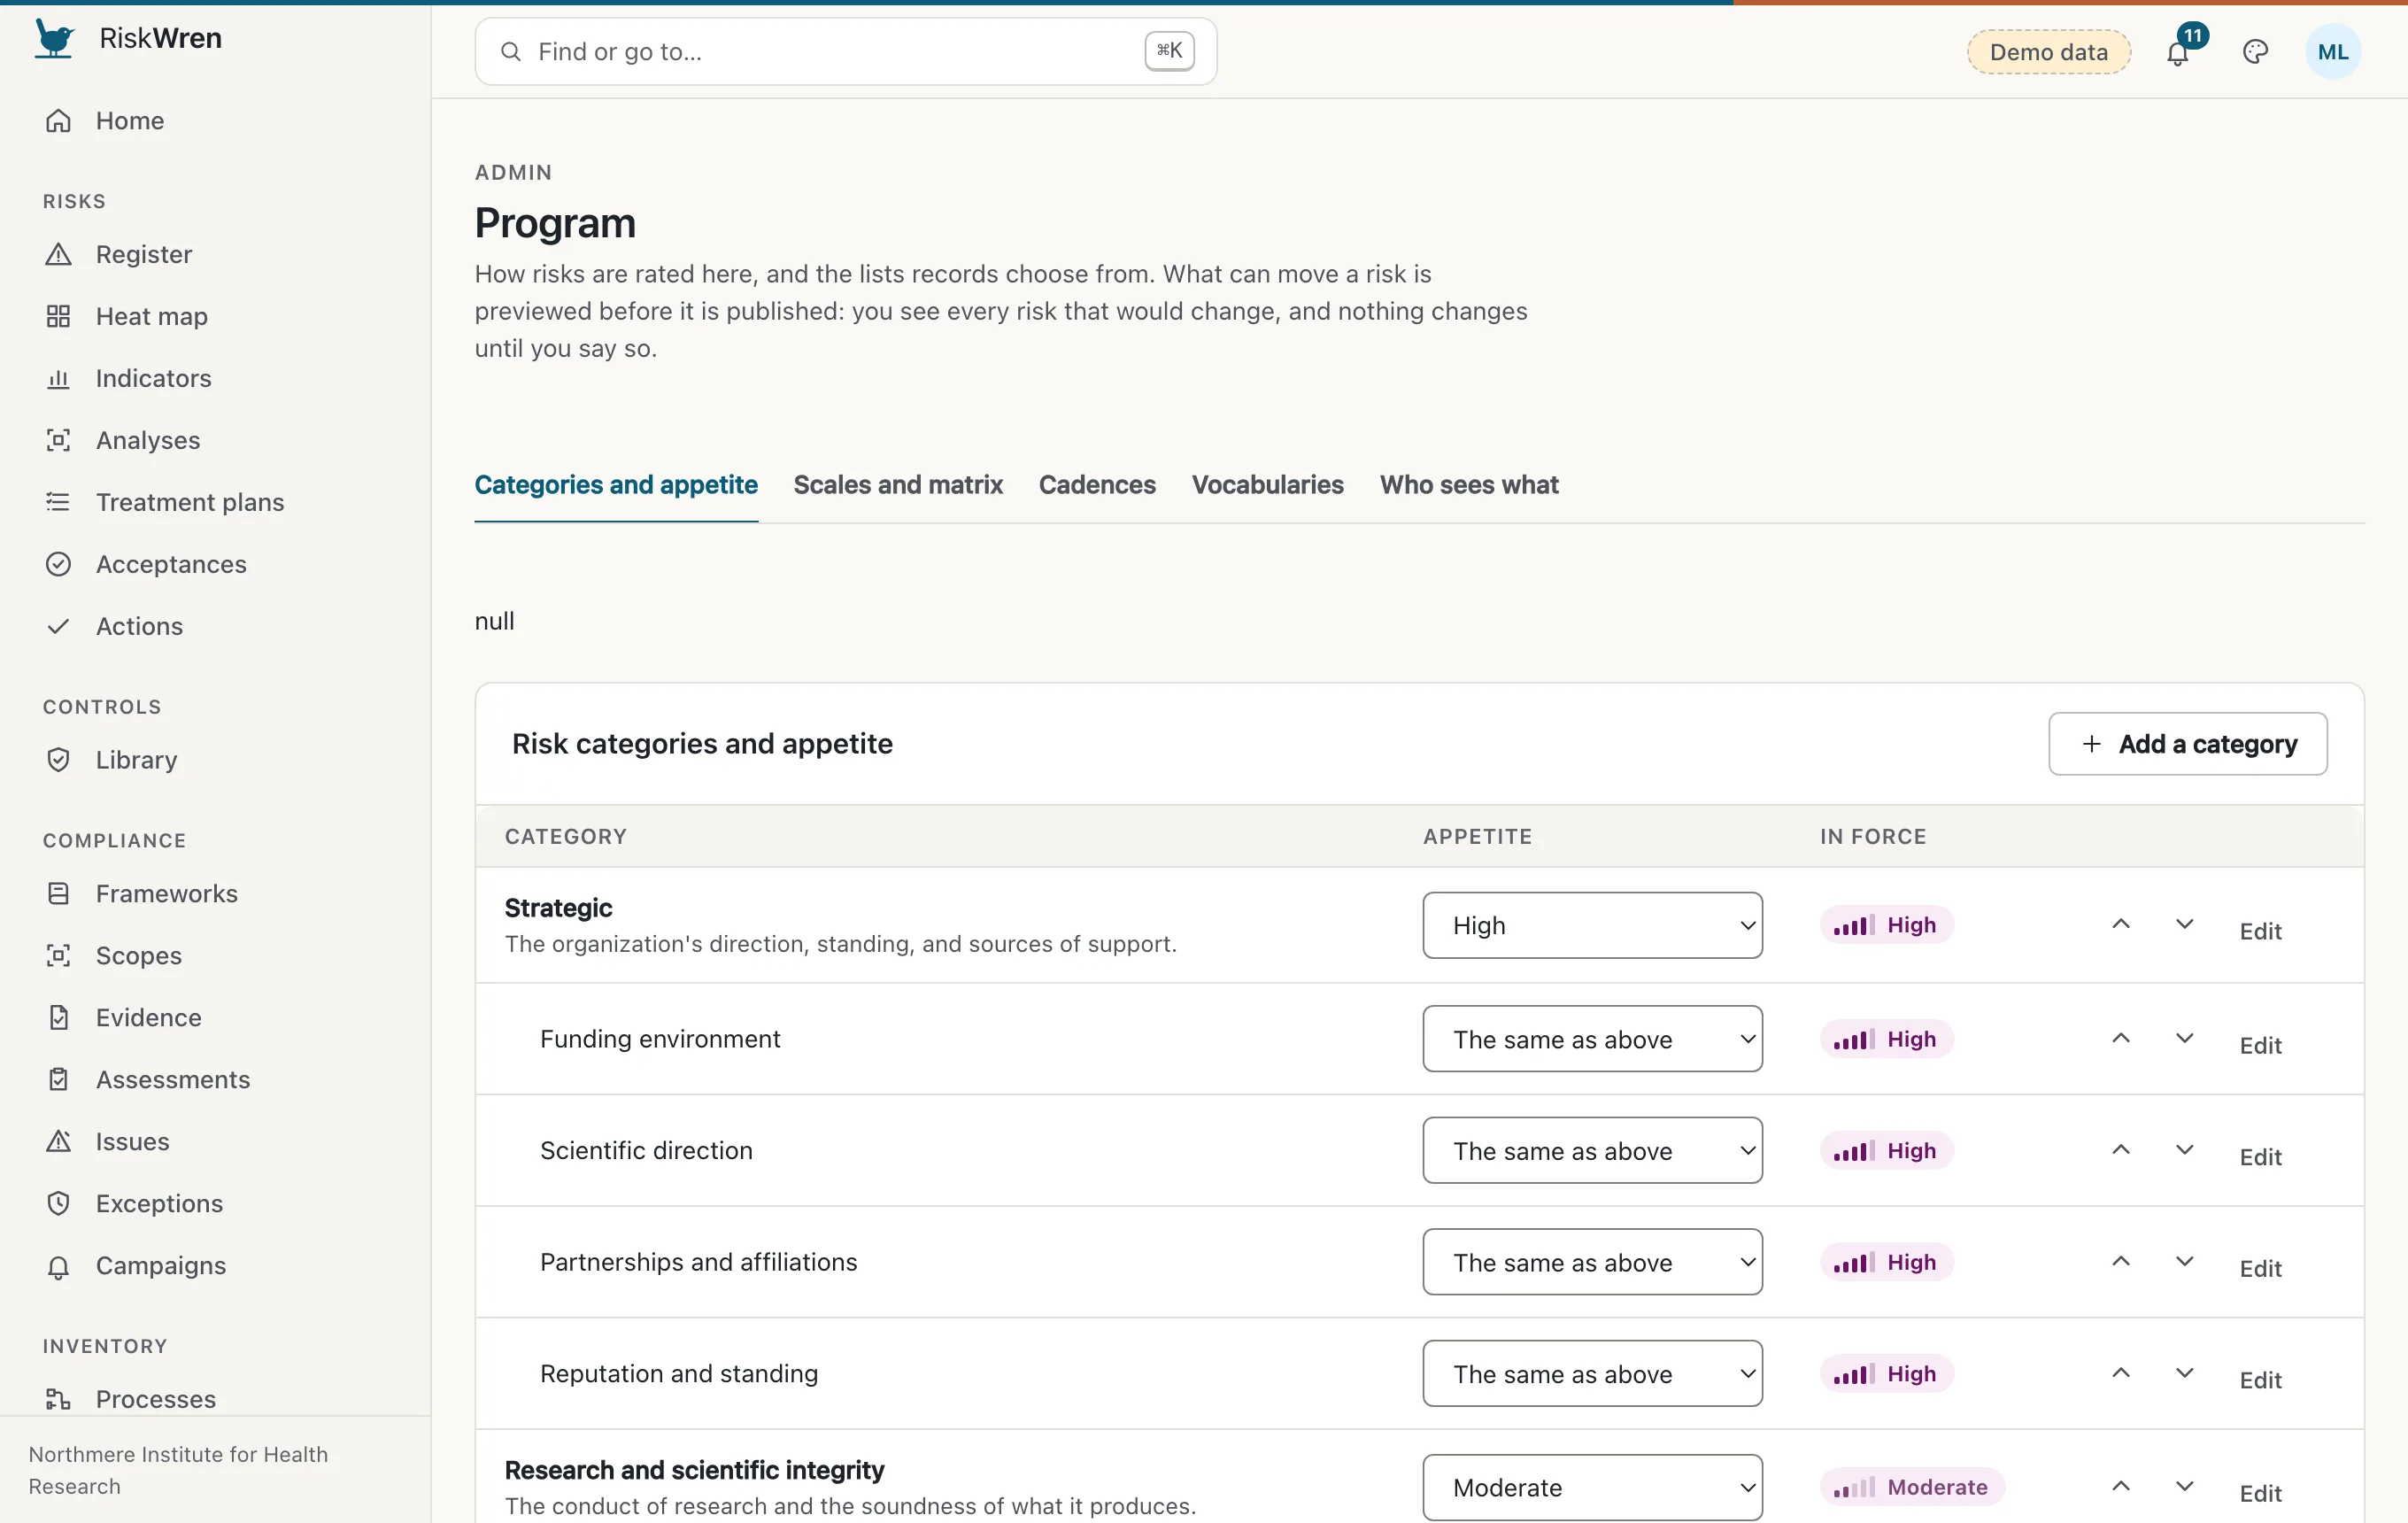 RiskWren
Find or go to...
⌘K
Demo data
11
ML
Home
RISKS
Register
Heat map
Indicators
Analyses
Treatment plans
Acceptances
Actions
CONTROLS
Library
COMPLIANCE
Frameworks
Scopes
Evidence
Assessments
Issues
Exceptions
Campaigns
INVENTORY
Processes
Northmere Institute for Health
Research
ADMIN
Program
How risks are rated here, and the lists records choose from. What can move a risk is
previewed before it is published: you see every risk that would change, and nothing changes
until you say so.
Categories and appetite Scales and matrix Cadences Vocabularies Who sees what
null
Risk categories and appetite
+ Add a category
CATEGORY APPETITE IN FORCE
Strategic
The organization's direction, standing, and sources of support.
High High Edit
Funding environment The same as above High Edit
Scientific direction The same as above High Edit
Partnerships and affiliations The same as above High Edit
Reputation and standing The same as above High Edit
Research and scientific integrity
The conduct of research and the soundness of what it produces.
Moderate Moderate Edit